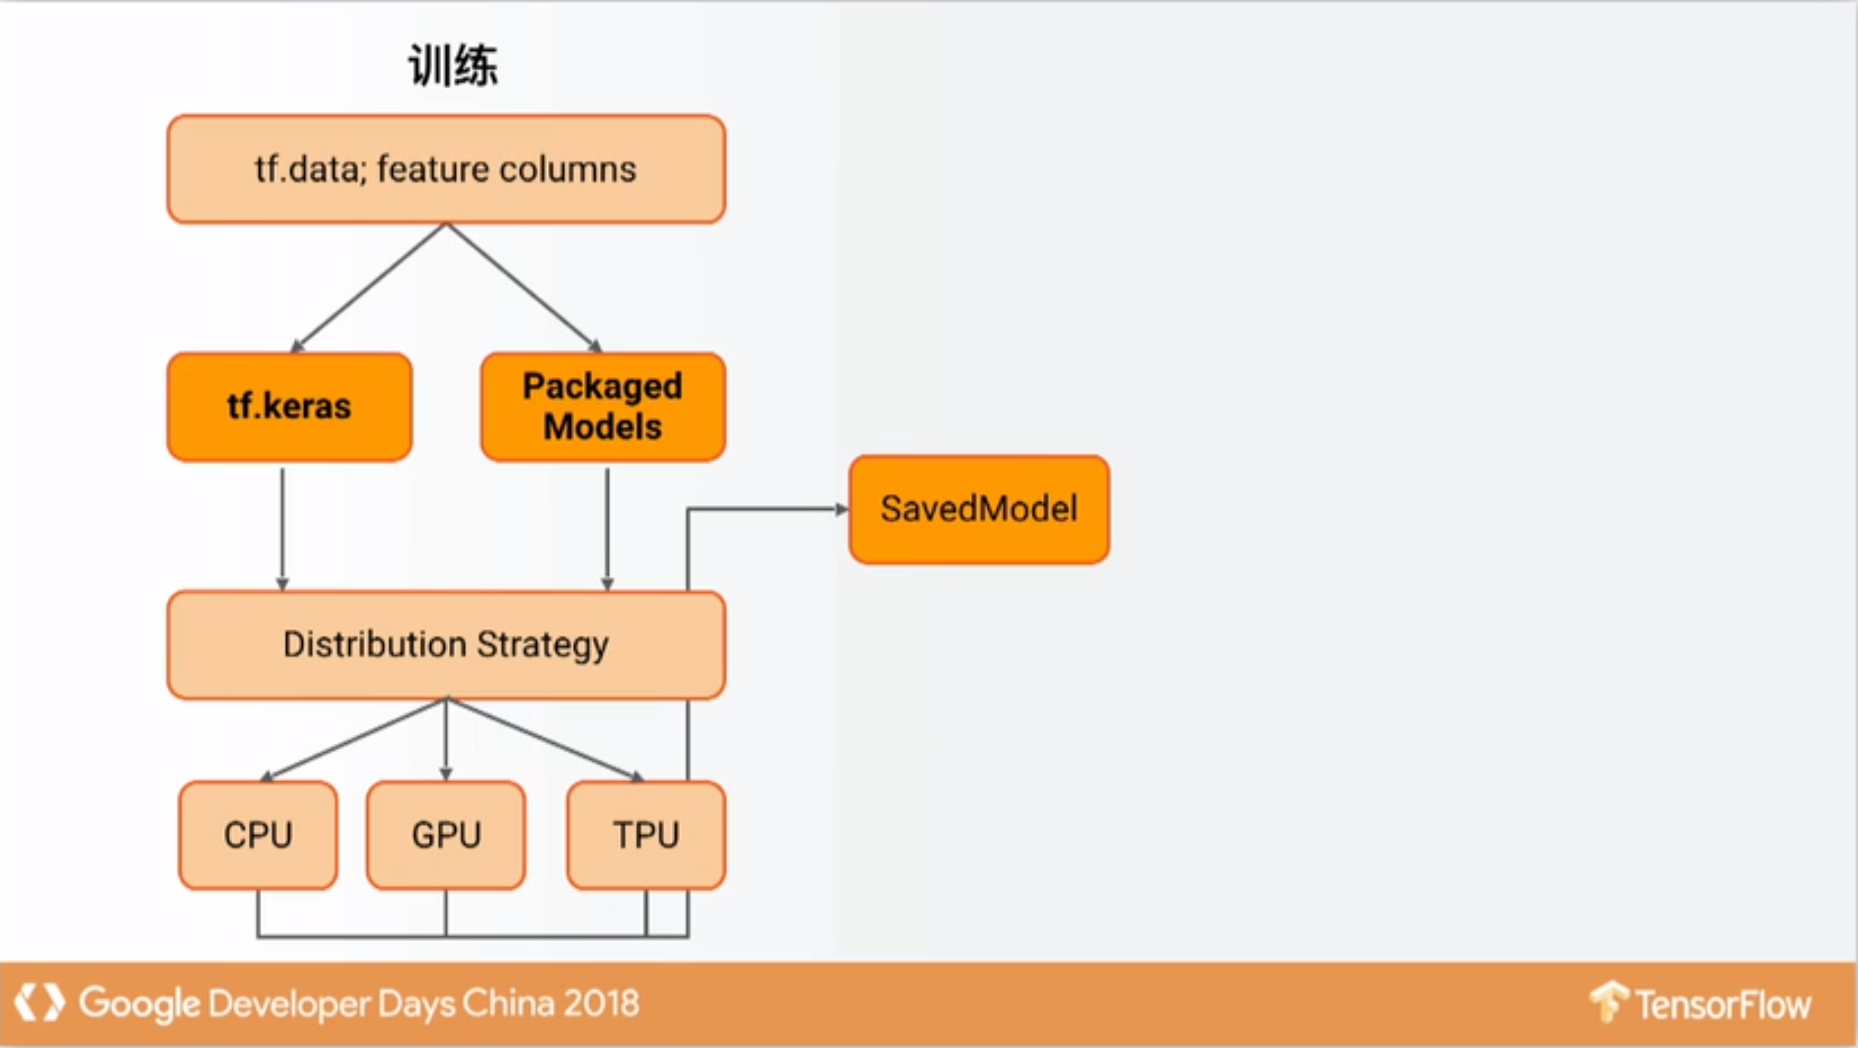 训练
tf.data; feature columns
tf.keras
Packaged
Models
SavedModel
Distribution Strategy
CPU
GPU
TPU
Google Developer Days China 2018
TensorFlow